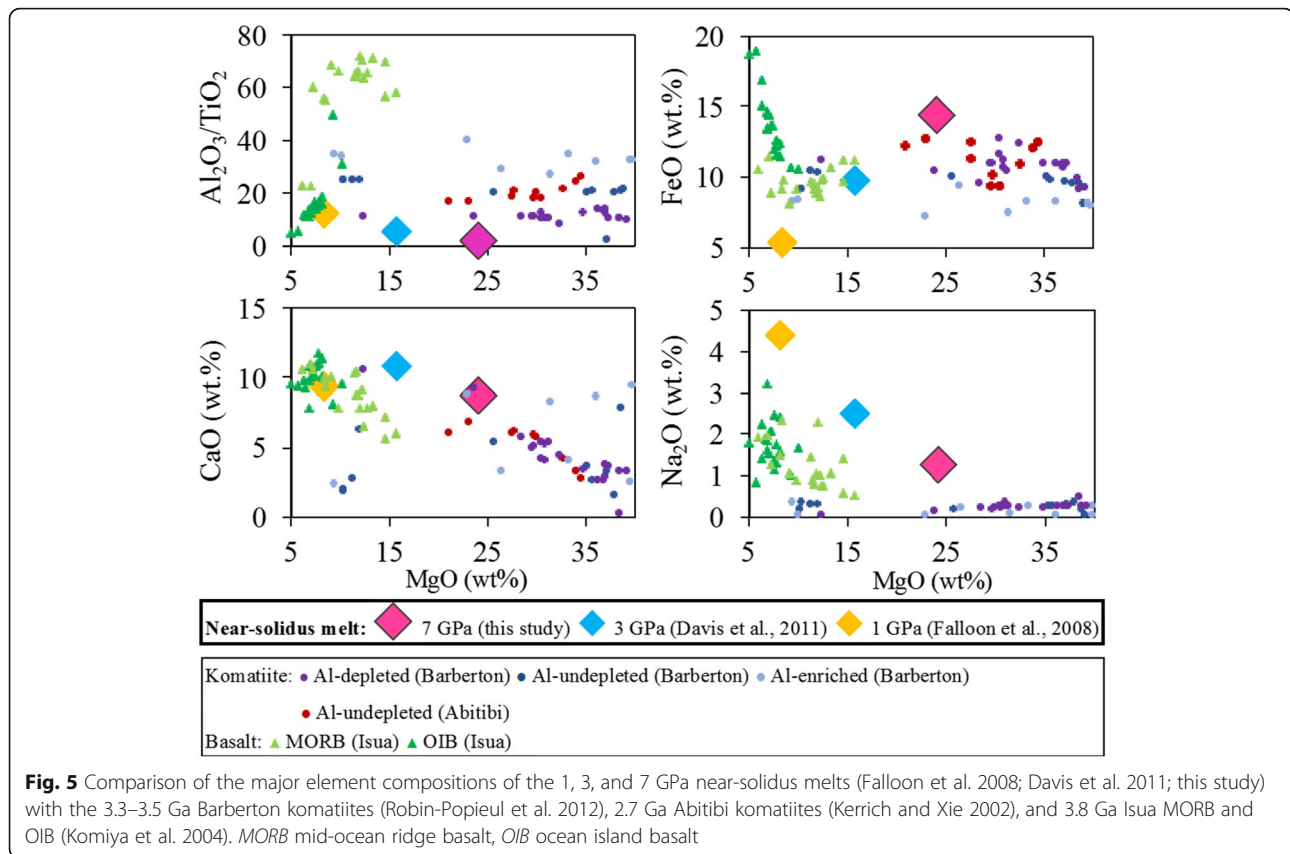 80
60
40
20
0
Al₂O₃/TiO₂
5 15 25 35
20
15
10
5
FeO (wt.%)
5 15 25 35
15
10
5
0
CaO (wt.%)
5 15 25 35
MgO (wt%)
5
4
3
2
1
0
Na₂O (wt.%)
5 15 25 35
MgO (wt%)
Near-solidus melt: 7 GPa (this study) 3 GPa (Davis et al., 2011) 1 GPa (Falloon et al., 2008)
Komatiite: Al-depleted (Barberton) Al-undepleted (Barberton) Al-enriched (Barberton)
Al-undepleted (Abitibi)
Basalt: MORB (Isua) OIB (Isua)
Fig. 5 Comparison of the major element compositions of the 1, 3, and 7 GPa near-solidus melts (Falloon et al. 2008; Davis et al. 2011; this study)
with the 3.3–3.5 Ga Barberton komatiites (Robin-Popieul et al. 2012), 2.7 Ga Abitibi komatiites (Kerrich and Xie 2002), and 3.8 Ga Isua MORB and
OIB (Komiya et al. 2004). MORB mid-ocean ridge basalt, OIB ocean island basalt